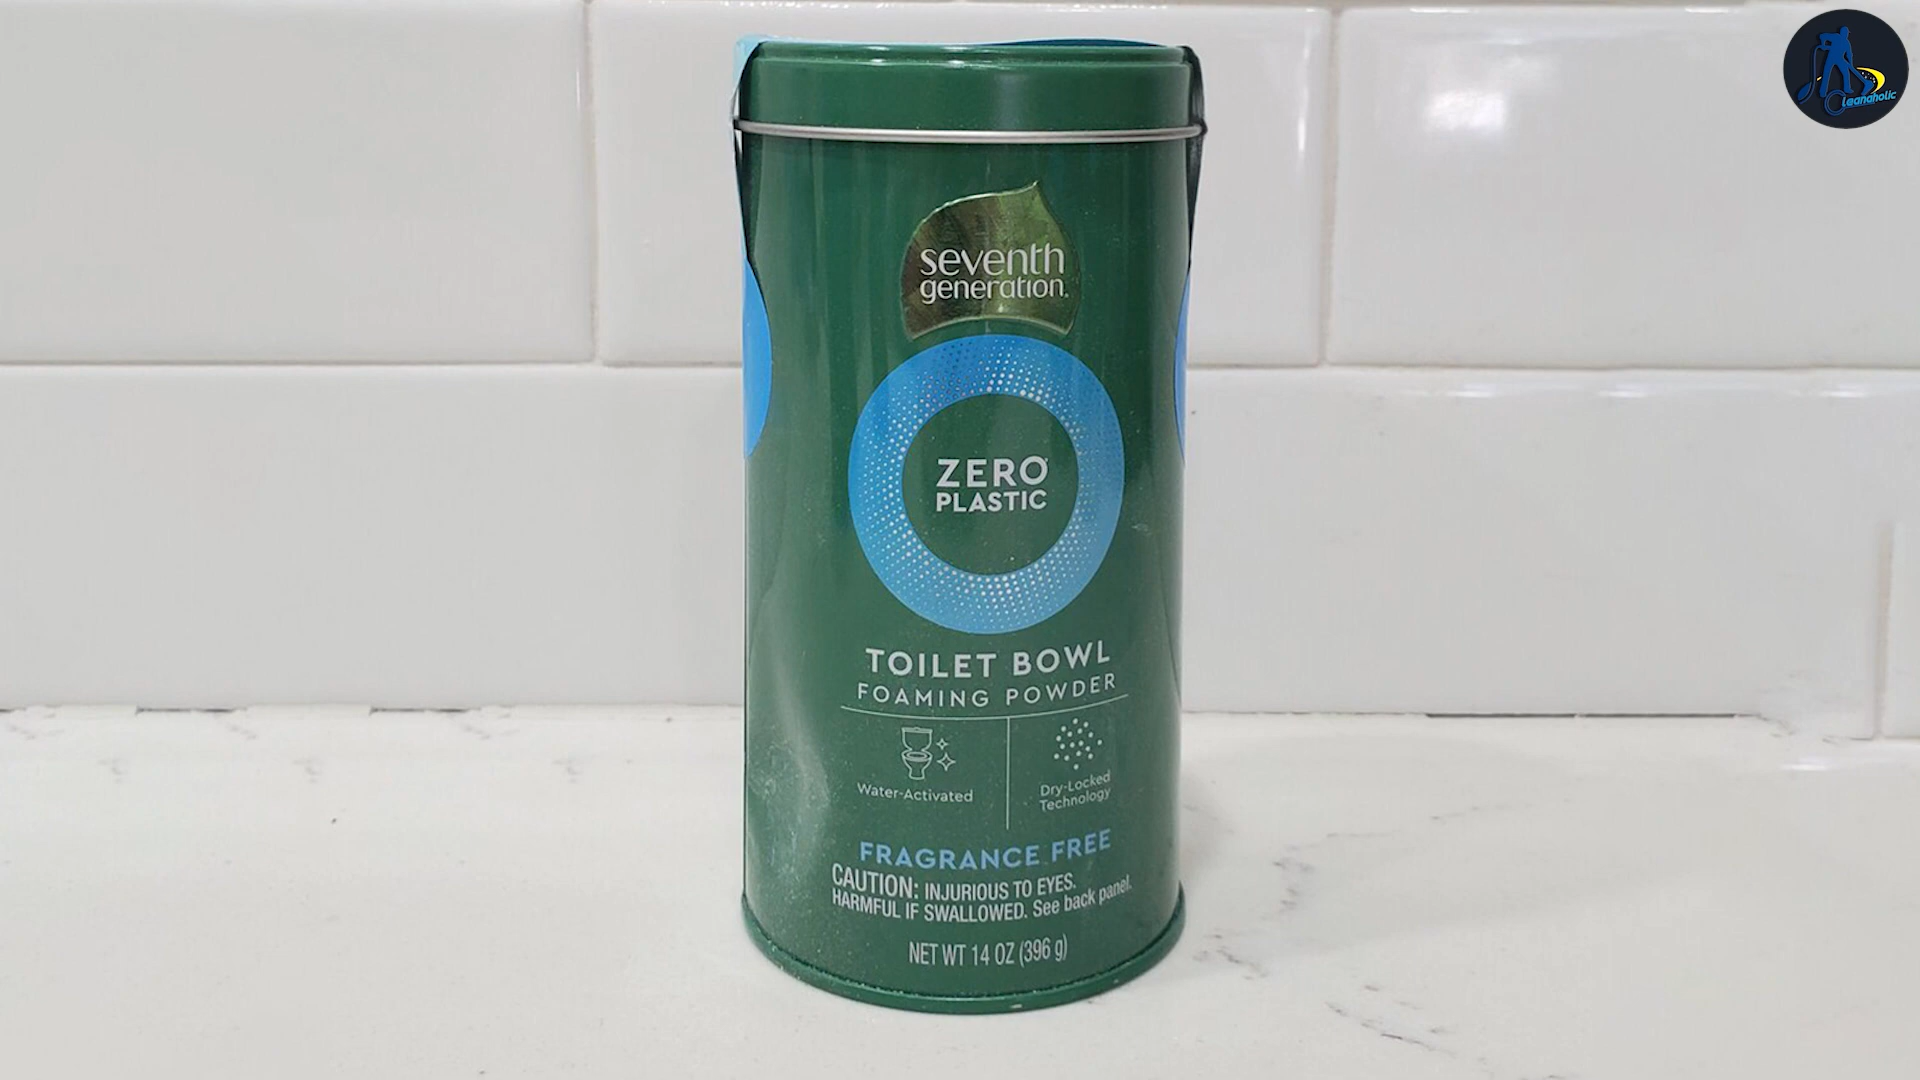 Cleanaholic
seventh
generation.
ZERO
PLASTIC
TOILET BOWL
FOAMING POWDER
Water-Activated
Dry-Locked
Technology
FRAGRANCE FREE
CAUTION: INJURIOUS TO EYES.
HARMFUL IF SWALLOWED. See back panel.
NET WT 14 OZ (396 g)